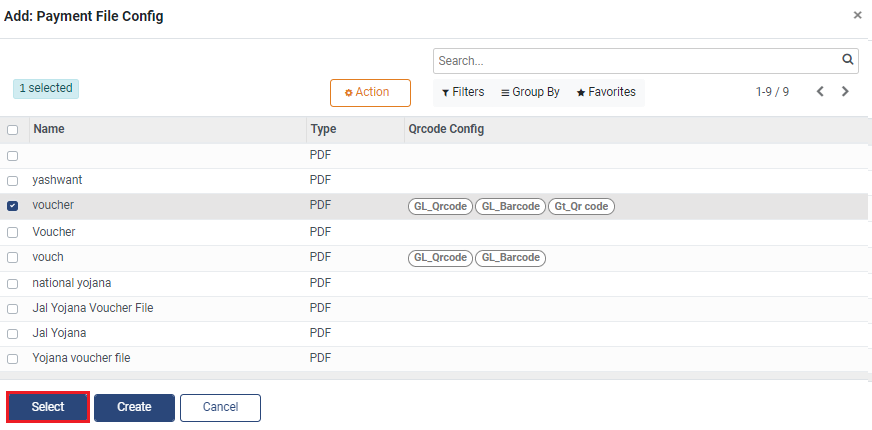 Add: Payment File Config ×
Search...
1 selected Action Filters Group By Favorites 1-9 / 9
Name Type Qrcode Config
PDF
yashwant PDF
voucher PDF GL_Qrcode GL_Barcode Gt_Qr code
Voucher PDF
vouch PDF GL_Qrcode GL_Barcode
national yojana PDF
Jal Yojana Voucher File PDF
Jal Yojana PDF
Yojana voucher file PDF
Select Create Cancel